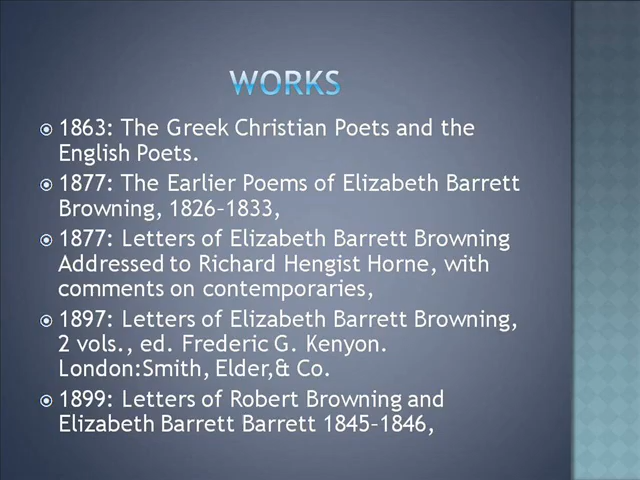 WORKS
1863: The Greek Christian Poets and the
English Poets.
1877: The Earlier Poems of Elizabeth Barrett
Browning, 1826–1833,
1877: Letters of Elizabeth Barrett Browning
Addressed to Richard Hengist Horne, with
comments on contemporaries,
1897: Letters of Elizabeth Barrett Browning,
2 vols., ed. Frederic G. Kenyon.
London:Smith, Elder,& Co.
1899: Letters of Robert Browning and
Elizabeth Barrett Barrett 1845–1846,